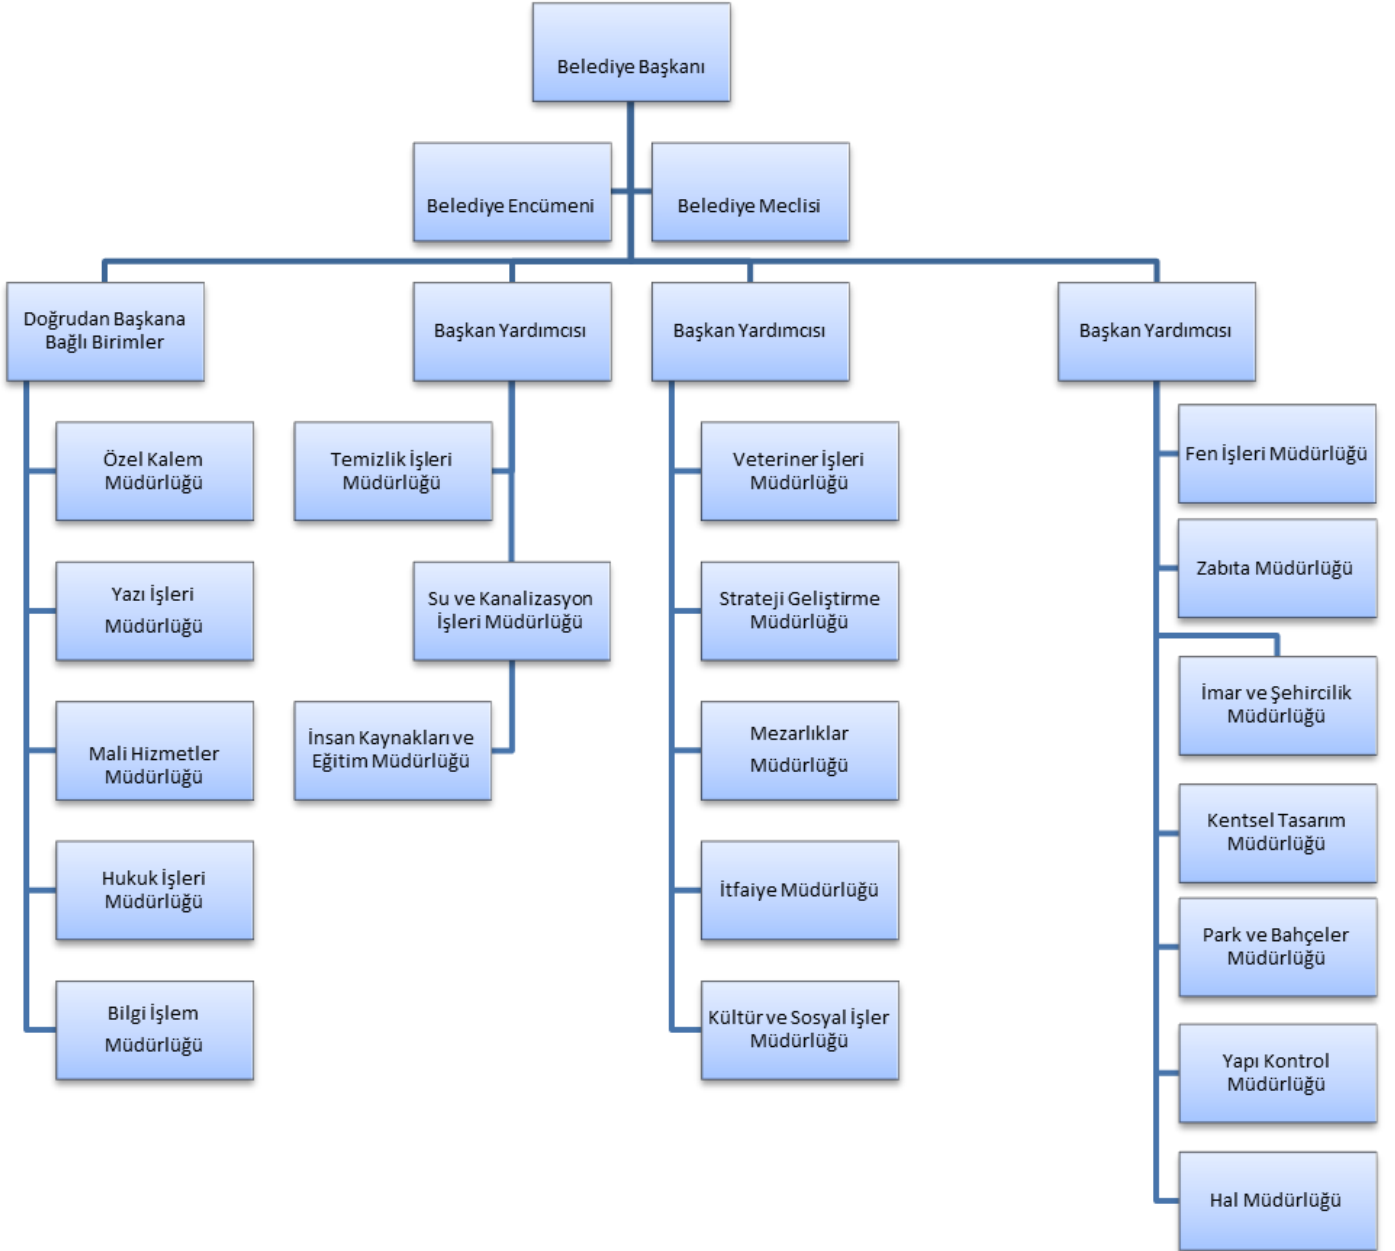 Belediye Başkanı
Belediye Encümeni
Belediye Meclisi
Doğrudan Başkana
Bağlı Birimler
Başkan Yardımcısı
Başkan Yardımcısı
Başkan Yardımcısı
Özel Kalem
Müdürlüğü
Yazı İşleri
Müdürlüğü
Mali Hizmetler
Müdürlüğü
Hukuk İşleri
Müdürlüğü
Bilgi İşlem
Müdürlüğü
Temizlik İşleri
Müdürlüğü
Su ve Kanalizasyon
İşleri Müdürlüğü
İnsan Kaynakları ve
Eğitim Müdürlüğü
Veteriner İşleri
Müdürlüğü
Strateji Geliştirme
Müdürlüğü
Mezarlıklar
Müdürlüğü
İtfaiye Müdürlüğü
Kültür ve Sosyal İşler
Müdürlüğü
Fen İşleri Müdürlüğü
Zabıta Müdürlüğü
İmar ve Şehircilik
Müdürlüğü
Kentsel Tasarım
Müdürlüğü
Park ve Bahçeler
Müdürlüğü
Yapı Kontrol
Müdürlüğü
Hal Müdürlüğü